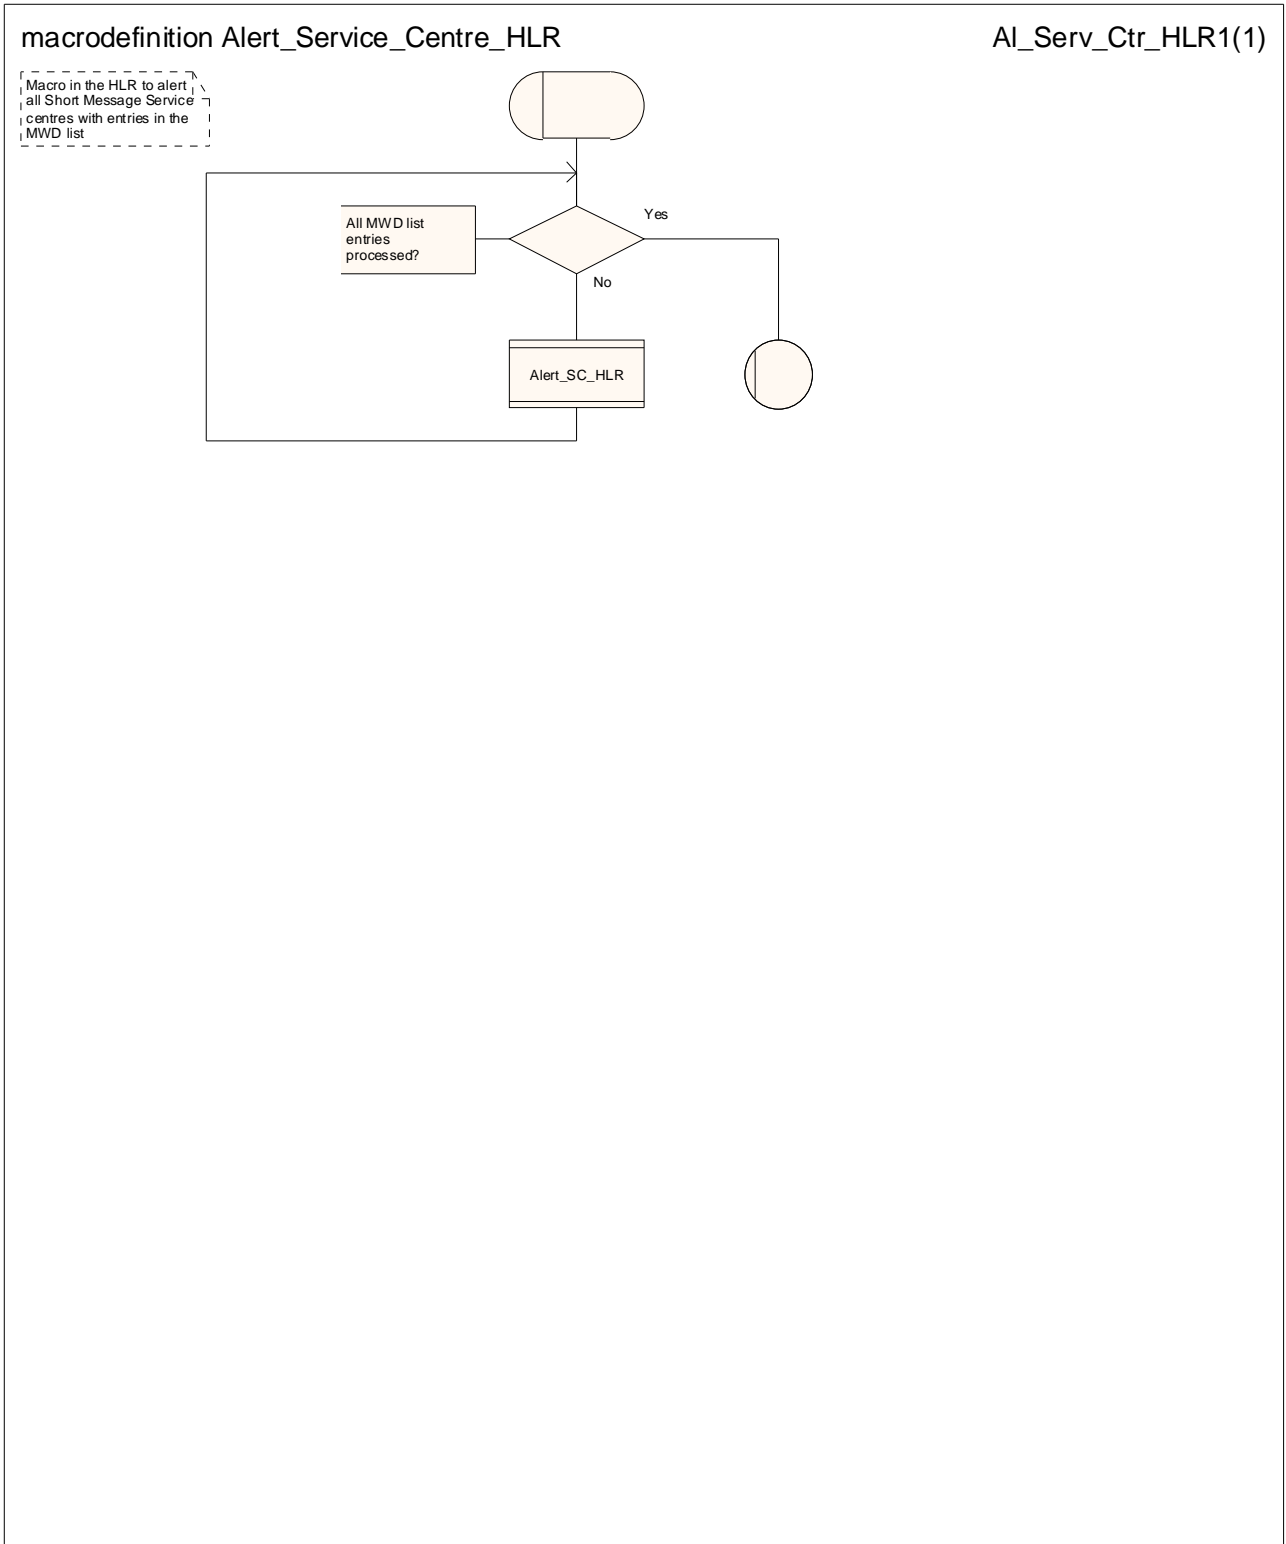 macrodefinition Alert_Service_Centre_HLR
Al_Serv_Ctr_HLR1(1)
Macro in the HLR to alert
all Short Message Service
centres with entries in the
MWD list
Yes
All MWD list
entries
processed?
No
Alert_SC_HLR